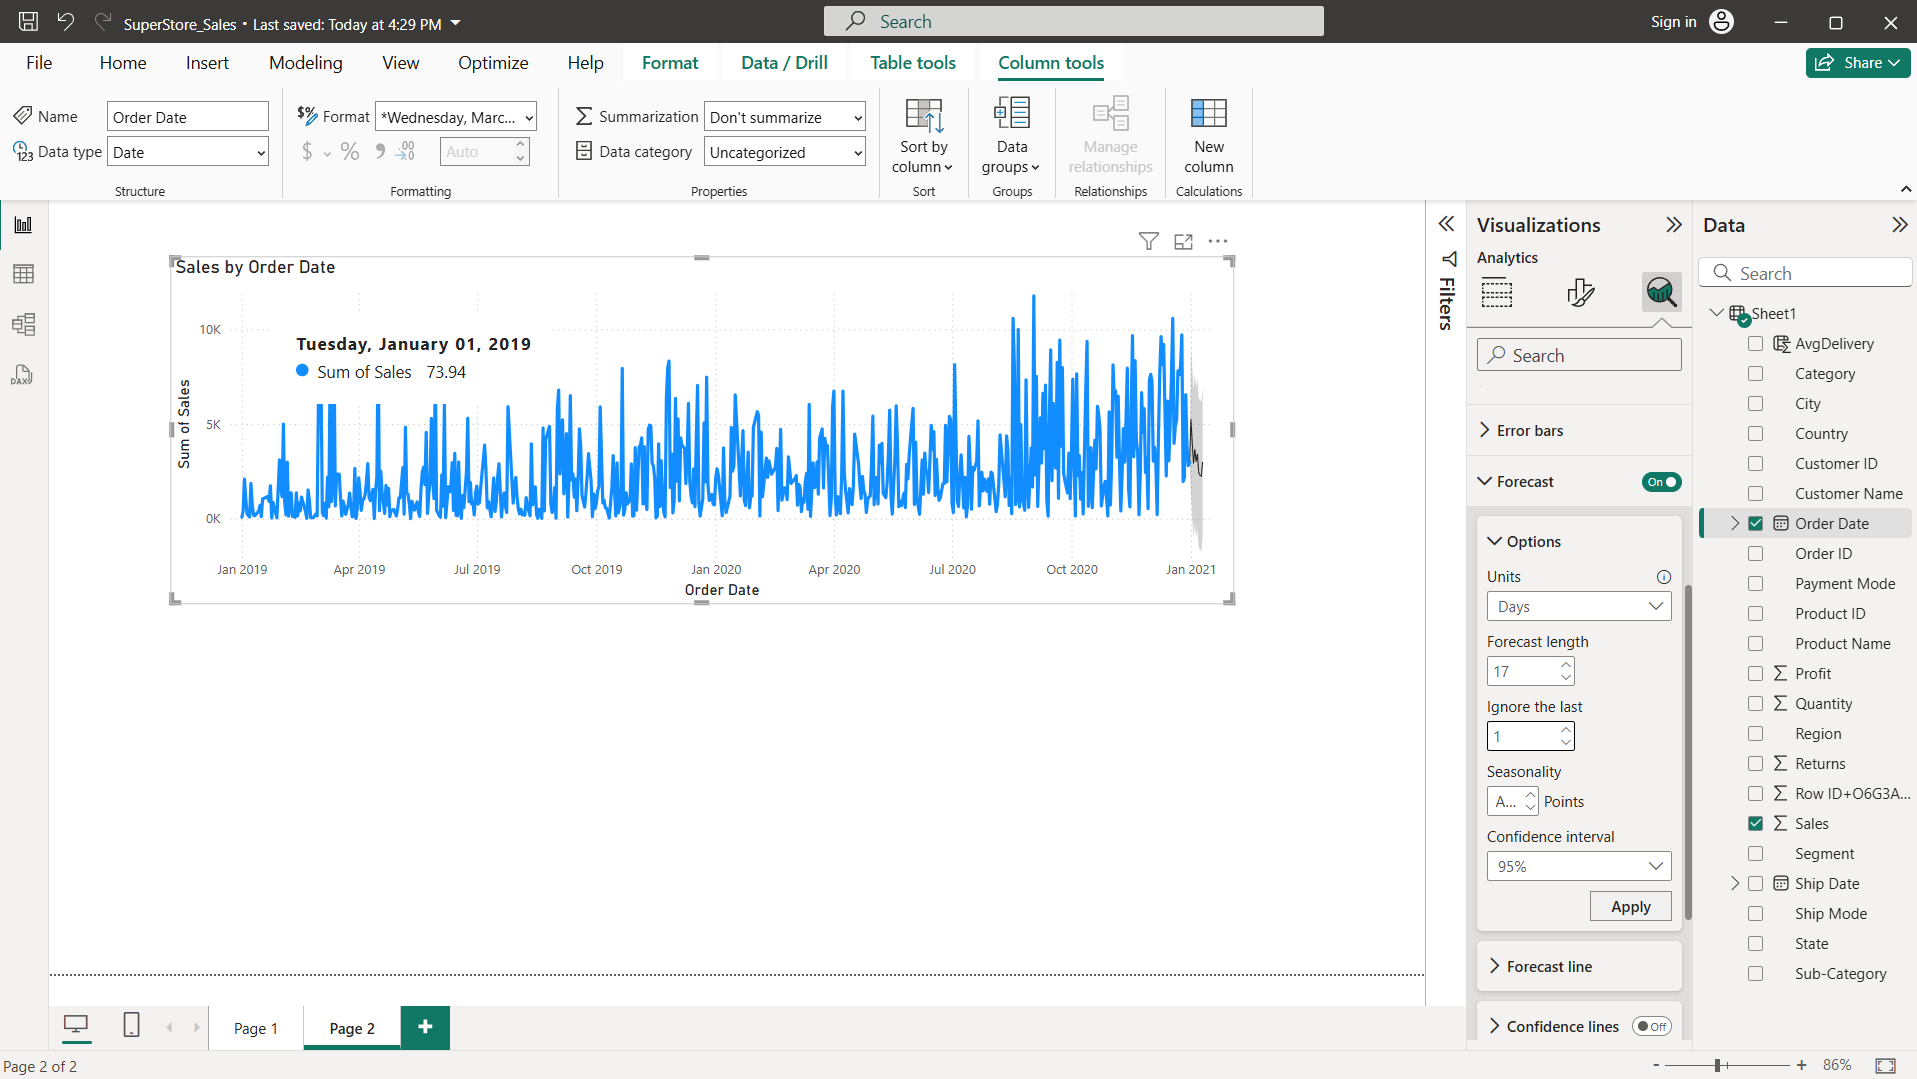 SuperStore_Sales • Last saved: Today at 4:29 PM
Search
Sign in
File
Home
Insert
Modeling
View
Optimize
Help
Format
Data / Drill
Table tools
Column tools
Share
Name
Order Date
Data type
Date
Structure
Format
*Wednesday, Marc...
$
%
Auto
Formatting
Summarization
Don't summarize
Data category
Uncategorized
Properties
Sort by
column
Sort
Data
groups
Groups
Manage
relationships
Relationships
New
column
Calculations
Sales by Order Date
Sum of Sales
10K
5K
0K
Tuesday, January 01, 2019
Sum of Sales 73.94
Jan 2019
Apr 2019
Jul 2019
Oct 2019
Jan 2020
Apr 2020
Jul 2020
Oct 2020
Jan 2021
Order Date
Filters
Visualizations
Analytics
Search
Error bars
Forecast
On
Options
Units
Days
Forecast length
17
Ignore the last
1
Seasonality
A...
Points
Confidence interval
95%
Apply
Forecast line
Confidence lines
Off
Data
Search
Sheet1
AvgDelivery
Category
City
Country
Customer ID
Customer Name
Order Date
Order ID
Payment Mode
Product ID
Product Name
Profit
Quantity
Region
Returns
Row ID+O6G3A...
Sales
Segment
Ship Date
Ship Mode
State
Sub-Category
DAX
Page 1
Page 2
+
Page 2 of 2
-
+
86%